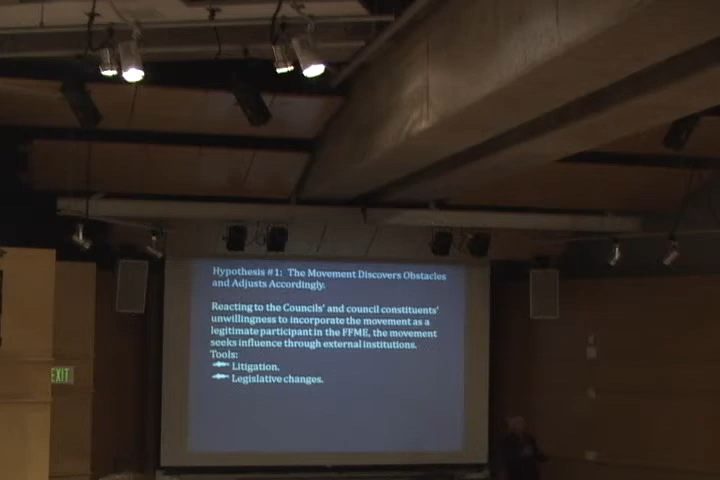 Hypothesis #1: The Movement Discovers Obstacles
and Adjusts Accordingly.
Reacting to the Councils' and council constituents'
unwillingness to incorporate the movement as a
legitimate participant in the FFME, the movement
seeks influence through external institutions.
Tools:
Litigation.
Legislative changes.
EXIT